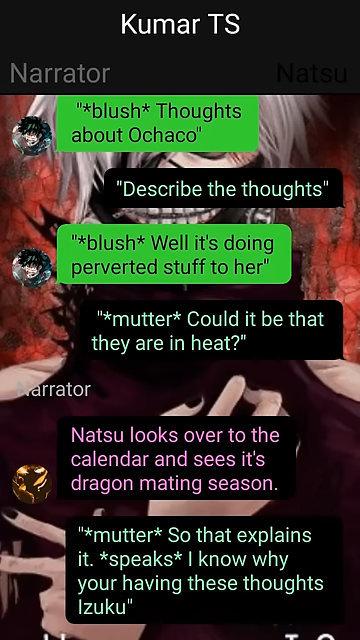 Kumar TS
Narrator
Natsu
"*blush* Thoughts
about Ochaco"
"Describe the thoughts"
"*blush* Well it's doing
perverted stuff to her"
"*mutter* Could it be that
they are in heat?"
Narrator
Natsu looks over to the
calendar and sees it's
dragon mating season.
"*mutter* So that explains
it. *speaks* I know why
your having these thoughts
Izuku"